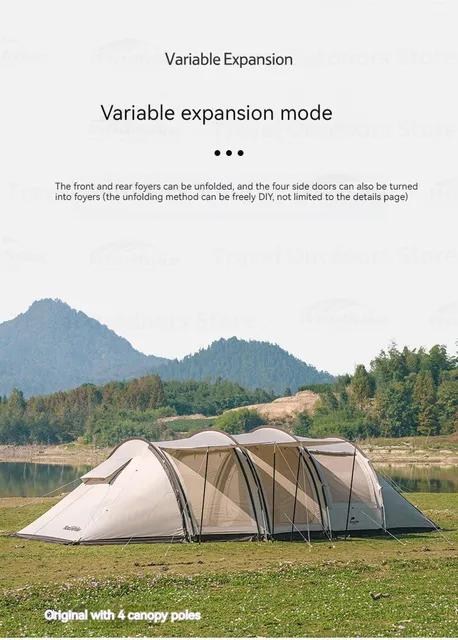 Variable Expansion
Variable expansion mode
The front and rear foyers can be unfolded, and the four side doors can also be turned
into foyers (the unfolding method can be freely DIY, not limited to the details page)
Original with 4 canopy poles